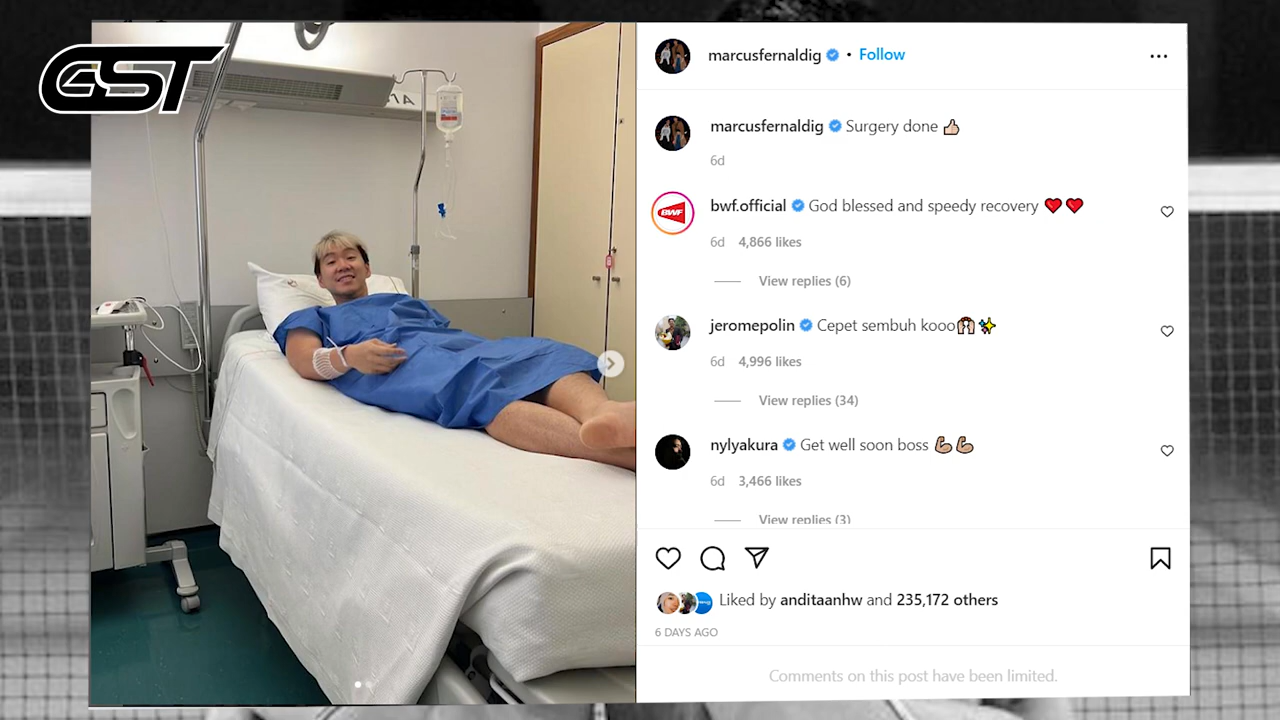 GST
marcusfernaldig • Follow
marcusfernaldig Surgery done 👍🏻
6d
BWF
bwf.official God blessed and speedy recovery ❤️❤️
6d 4,866 likes
View replies (6)
jeromepolin Cepet sembuh kooo🙌🏻✨
6d 4,996 likes
View replies (34)
nylyakura Get well soon boss 💪🏼💪🏼
6d 3,466 likes
View replies (3)
Liked by anditaanhw and 235,172 others
6 DAYS AGO
Comments on this post have been limited.